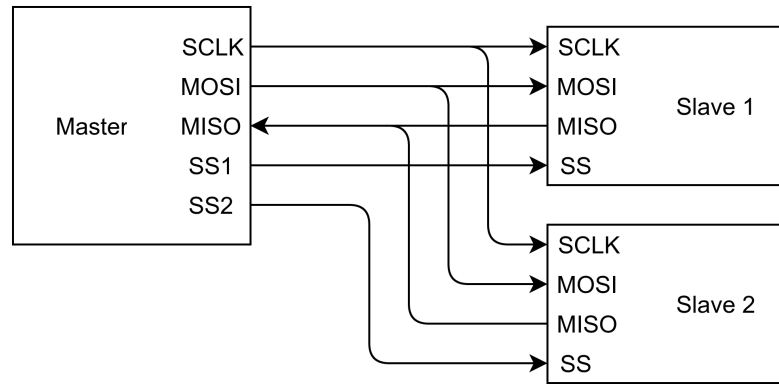 Master
SCLK
MOSI
MISO
SS1
SS2
SCLK
MOSI
MISO
SS
Slave 1
SCLK
MOSI
MISO
SS
Slave 2